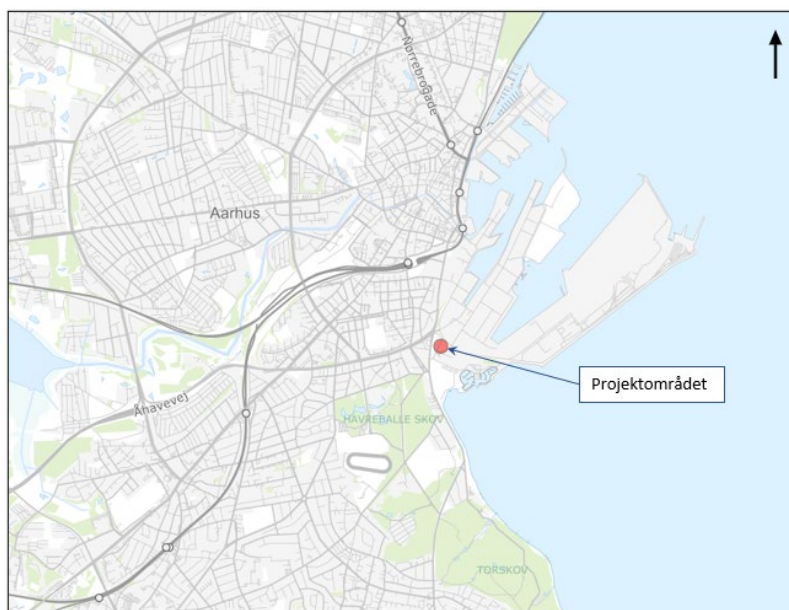 Nørrebrogade
Aarhus
Projektområdet
Åhavevej
HAVREBALLE SKOV
TORSKOV